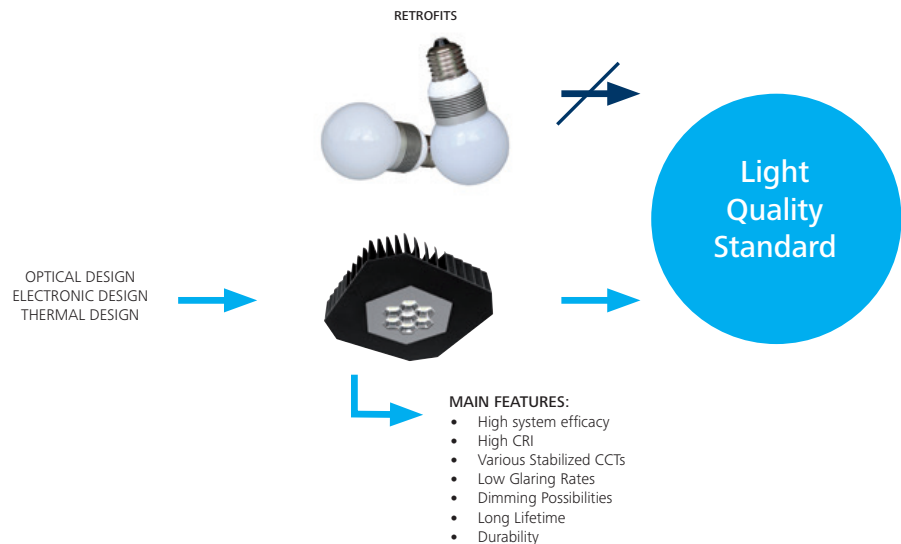 RETROFITS
Light
Quality
Standard
OPTICAL DESIGN
ELECTRONIC DESIGN
THERMAL DESIGN
MAIN FEATURES:
• High system efficacy
• High CRI
• Various Stabilized CCTs
• Low Glaring Rates
• Dimming Possibilities
• Long Lifetime
• Durability